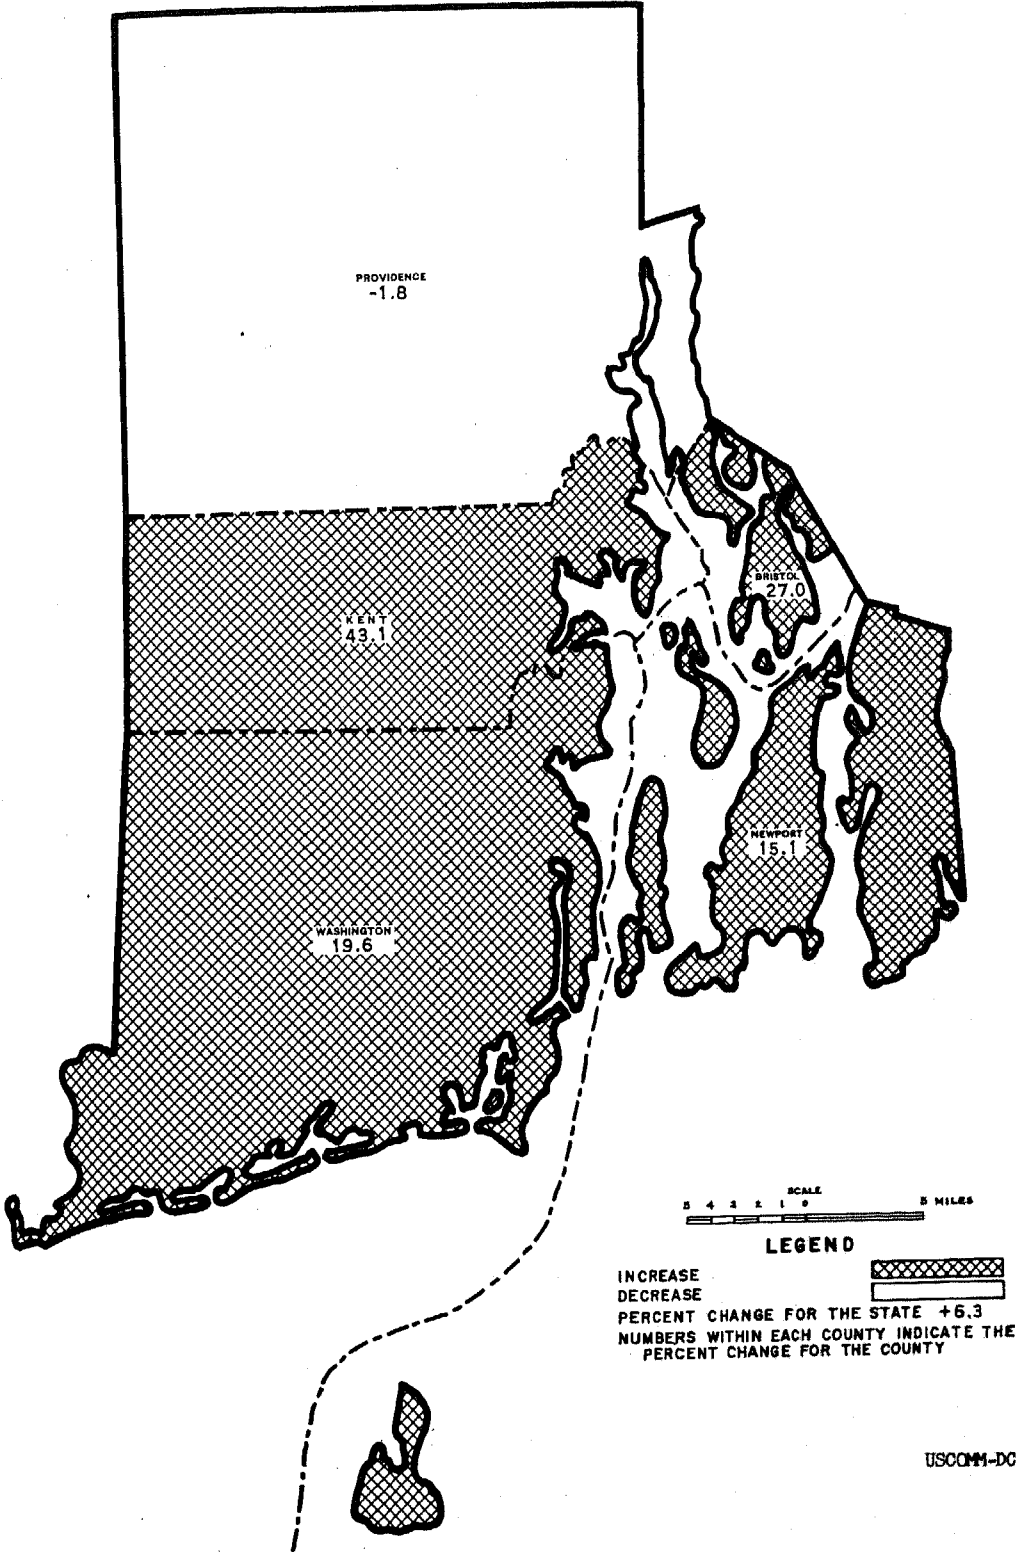 PROVIDENCE
-1.8
KENT
43.1
BRISTOL
27.0
NEWPORT
15.1
WASHINGTON
19.6
SCALE
5 4 3 2 1 0 5 MILES
LEGEND
INCREASE
DECREASE
PERCENT CHANGE FOR THE STATE +6.3
NUMBERS WITHIN EACH COUNTY INDICATE THE
PERCENT CHANGE FOR THE COUNTY
USCOMM-DC